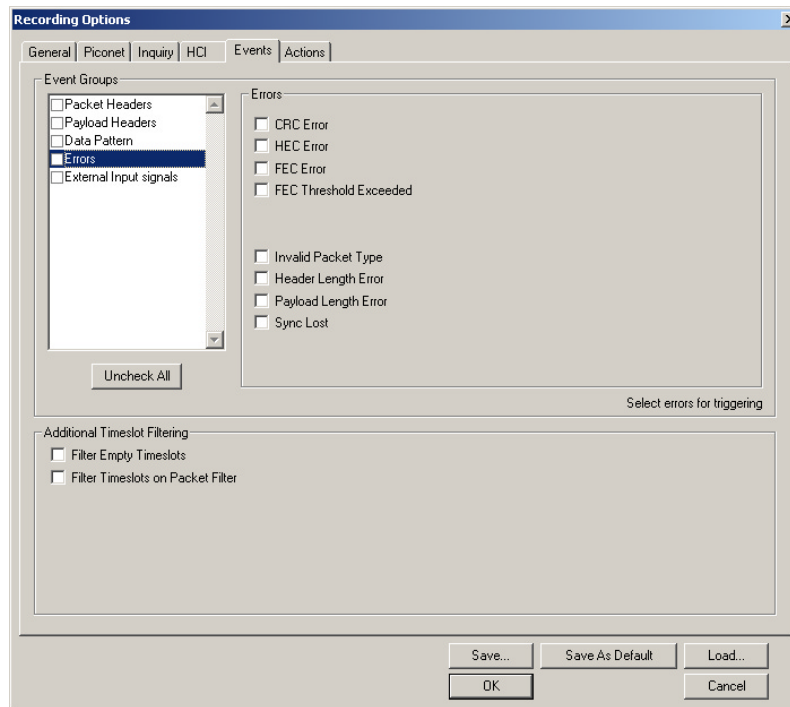 Recording Options
General Piconet Inquiry HCI Events Actions
Event Groups
Packet Headers
Payload Headers
Data Pattern
Errors
External Input signals
Uncheck All
Errors
CRC Error
HEC Error
FEC Error
FEC Threshold Exceeded
Invalid Packet Type
Header Length Error
Payload Length Error
Sync Lost
Select errors for triggering
Additional Timeslot Filtering
Filter Empty Timeslots
Filter Timeslots on Packet Filter
Save... Save As Default Load...
OK Cancel